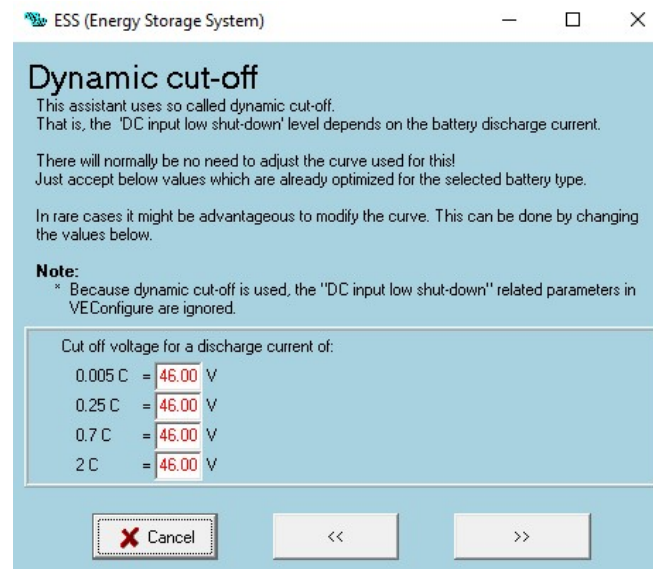 ESS (Energy Storage System)
Dynamic cut-off
This assistant uses so called dynamic cut-off.
That is, the 'DC input low shut-down' level depends on the battery discharge current.
There will normally be no need to adjust the curve used for this!
Just accept below values which are already optimized for the selected battery type.
In rare cases it might be advantageous to modify the curve. This can be done by changing
the values below.
Note:
* Because dynamic cut-off is used, the "DC input low shut-down" related parameters in
VEConfigure are ignored.
Cut off voltage for a discharge current of:
0.005 C = 46.00 V
0.25 C = 46.00 V
0.7 C = 46.00 V
2 C = 46.00 V
Cancel << >>